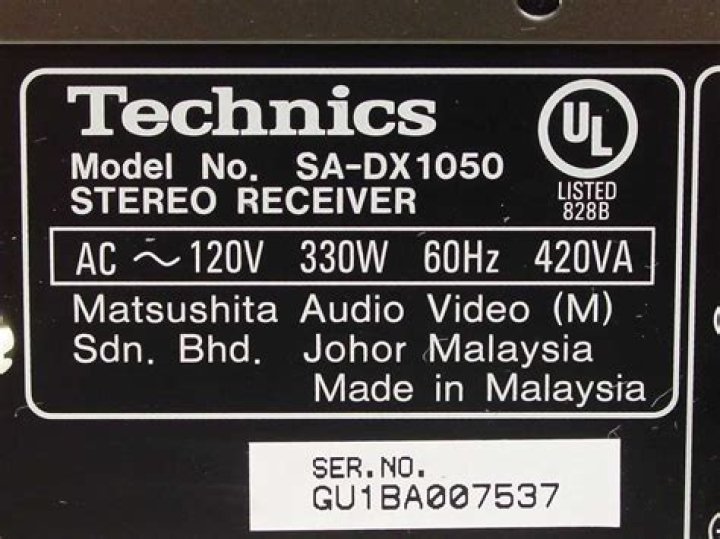 Technics
Model No. SA-DX1050
STEREO RECEIVER
UL
LISTED
828B
AC ~ 120V 330W 60Hz 420VA
Matsushita Audio Video (M)
Sdn. Bhd. Johor Malaysia
Made in Malaysia
SER.NO.
GU1BA007537